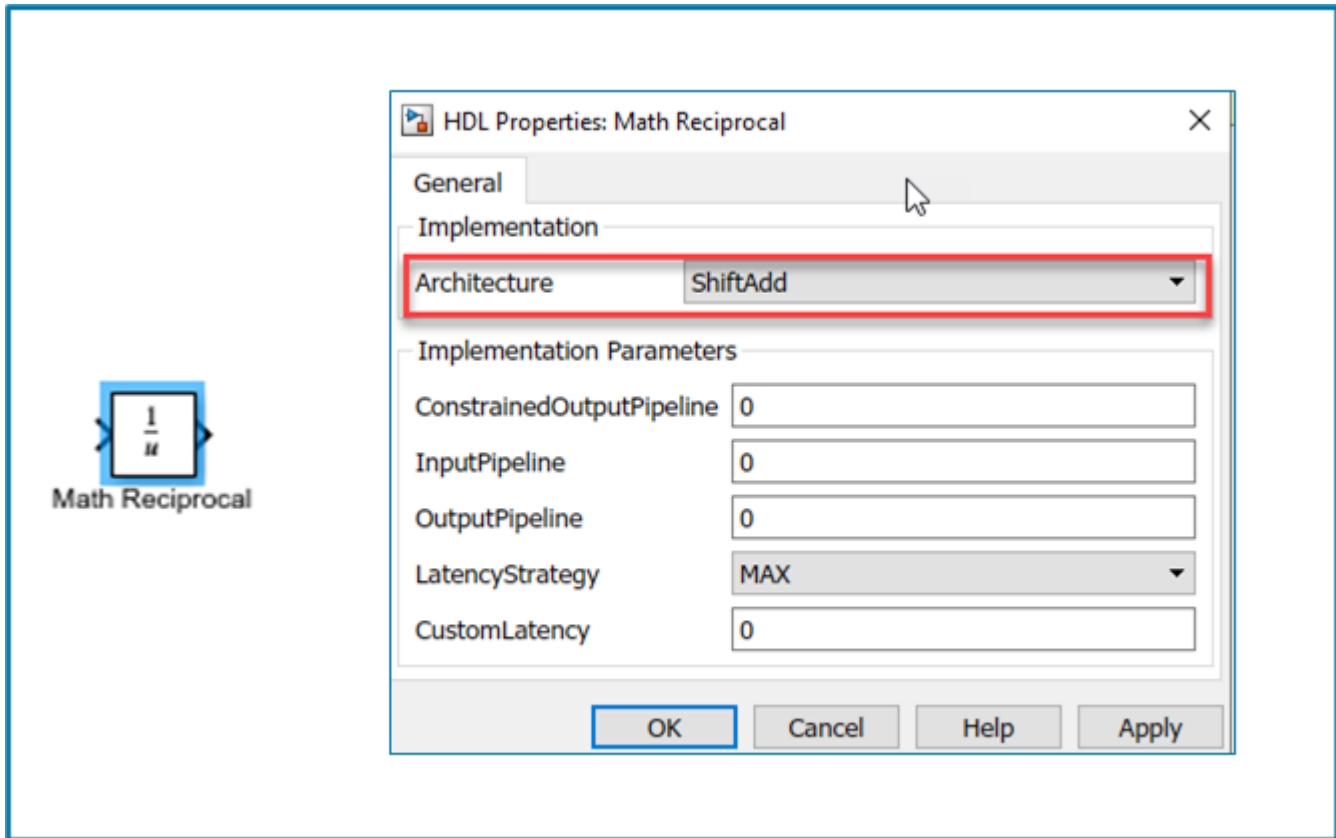 HDL Properties: Math Reciprocal
General
Implementation
Architecture ShiftAdd
Implementation Parameters
ConstrainedOutputPipeline 0
InputPipeline 0
OutputPipeline 0
LatencyStrategy MAX
CustomLatency 0
OK Cancel Help Apply
1
u
Math Reciprocal